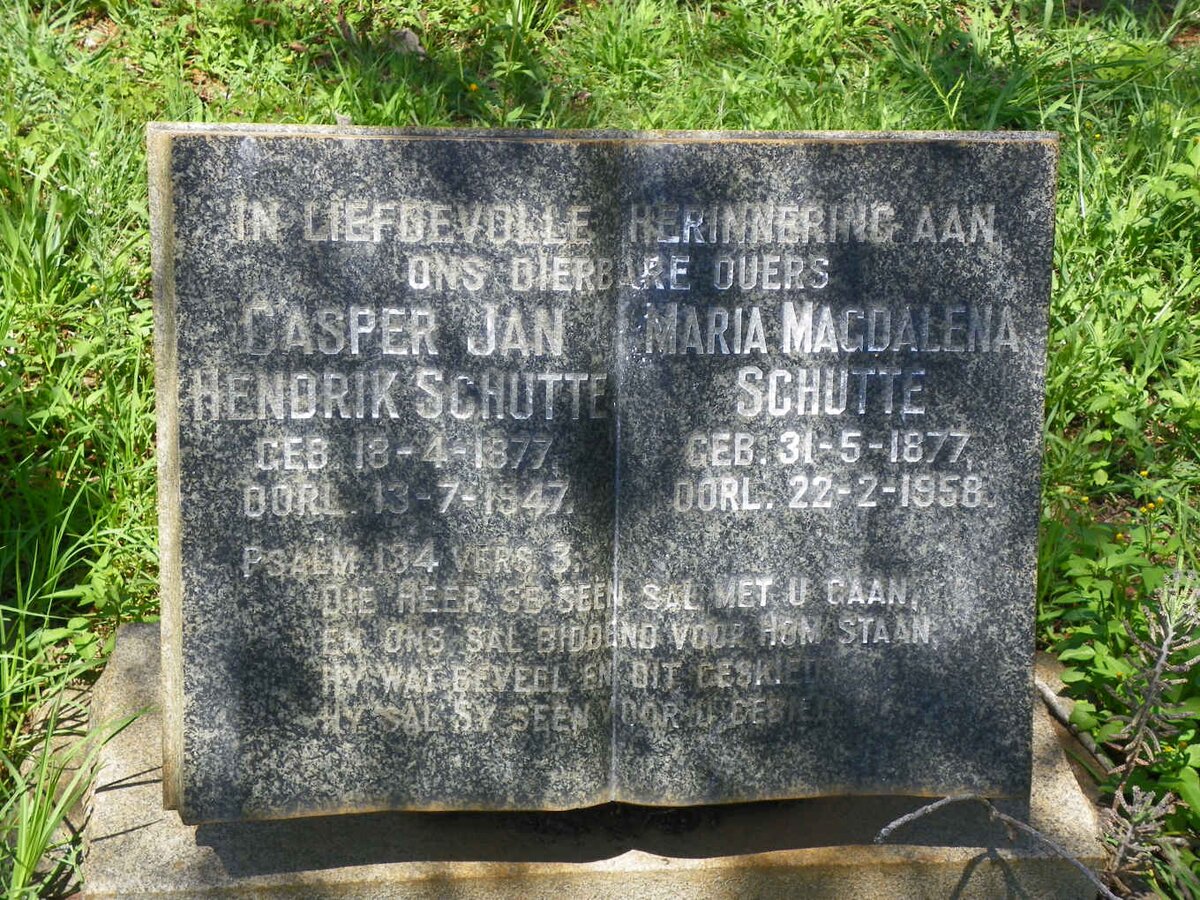 IN LIEFDEVOLLE HERINNERING AAN
ONS DIERBARE OUERS
CASPER JAN
HENDRIK SCHUTTE
GEB. 18-4-1877.
OORL. 13-7-1947.
MARIA MAGDALENA
SCHUTTE
GEB. 31-5-1877,
OORL. 22-2-1958.
PSALM 134 VERS 3.
DIE HEER SE SEËN SAL MET U GAAN,
EN ONS SAL BIDDEND VOOR HOM STAAN
HY WAT BEVEEL EN DIT GESKIED
HY SAL SY SEËN VOOR U GEBIED